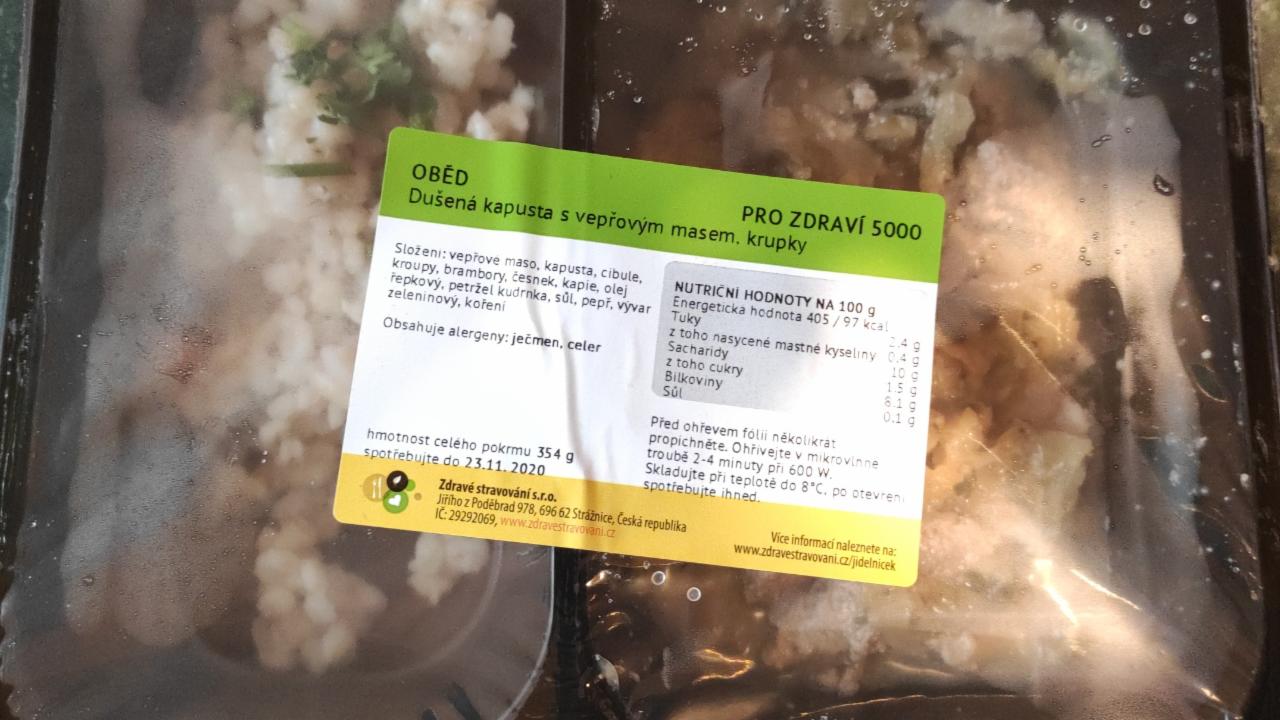 OBĚD
PRO ZDRAVÍ 5000
Dušená kapusta s vepřovým masem, krupky
Složení: vepřové maso, kapusta, cibule,
kroupy, brambory, česnek, kapie, olej
řepkový, petržel kudrnka, sůl, pepř, vývar
zeleninový, koření
Obsahuje alergeny: ječmen, celer
hmotnost celého pokrmu 354 g
spotřebujte do 23.11. 2020
NUTRIČNÍ HODNOTY NA 100 g
Energetická hodnota 405 / 97 kcal
Tuky 2,4 g
z toho nasycené mastné kyseliny 0,4 g
Sacharidy 10 g
z toho cukry 1,5 g
Bílkoviny 8,1 g
Sůl 0,1 g
Před ohřevem fólii několikrát
propíchněte. Ohřívejte v mikrovlnné
troubě 2-4 minuty při 600 W.
Skladujte při teplotě do 8°C, po otevření
spotřebujte ihned.
Zdravé stravování s.r.o.
Jiřího z Poděbrad 978, 696 62 Strážnice, Česká republika
IČ: 29292069, www.zdravestravovani.cz
Více informací naleznete na:
www.zdravestravovani.cz/jidelnicek